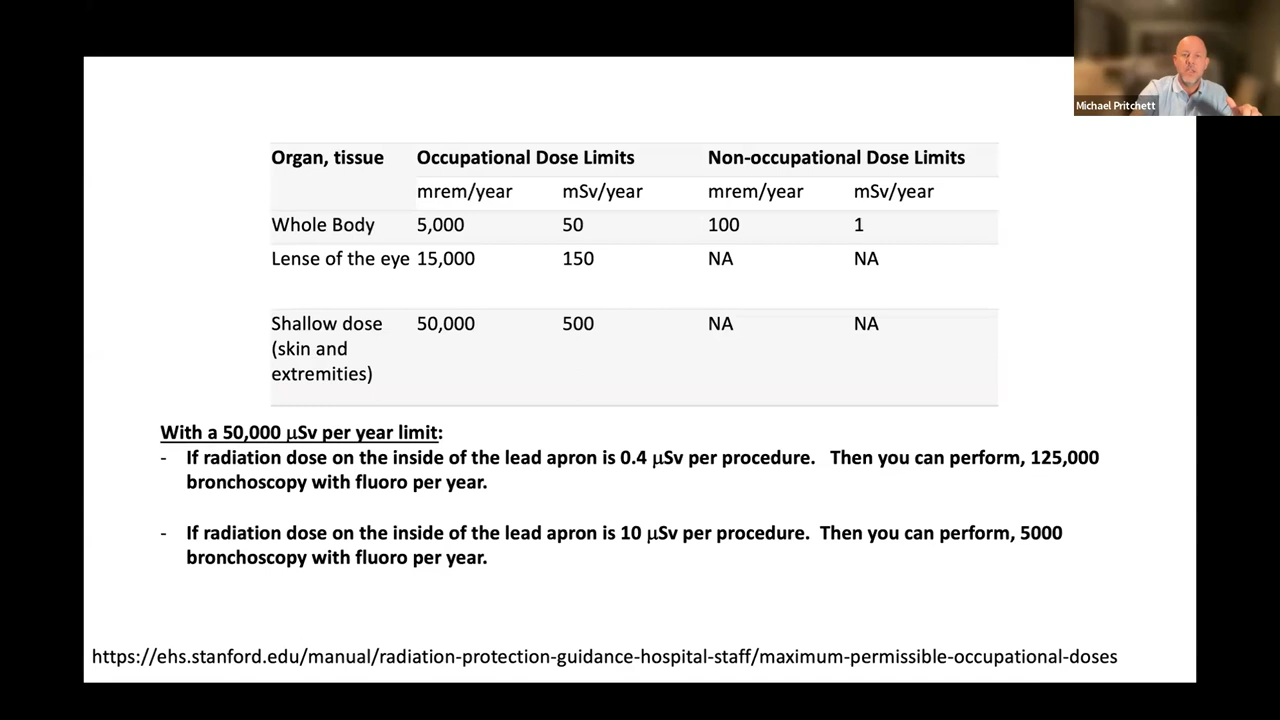 Michael Pritchett
Organ, tissue Occupational Dose Limits Non-occupational Dose Limits
mrem/year mSv/year mrem/year mSv/year
Whole Body 5,000 50 100 1
Lense of the eye 15,000 150 NA NA
Shallow dose 50,000 500 NA NA
(skin and
extremities)
With a 50,000 μSv per year limit:
- If radiation dose on the inside of the lead apron is 0.4 μSv per procedure. Then you can perform, 125,000
bronchoscopy with fluoro per year.
- If radiation dose on the inside of the lead apron is 10 μSv per procedure. Then you can perform, 5000
bronchoscopy with fluoro per year.
https://ehs.stanford.edu/manual/radiation-protection-guidance-hospital-staff/maximum-permissible-occupational-doses